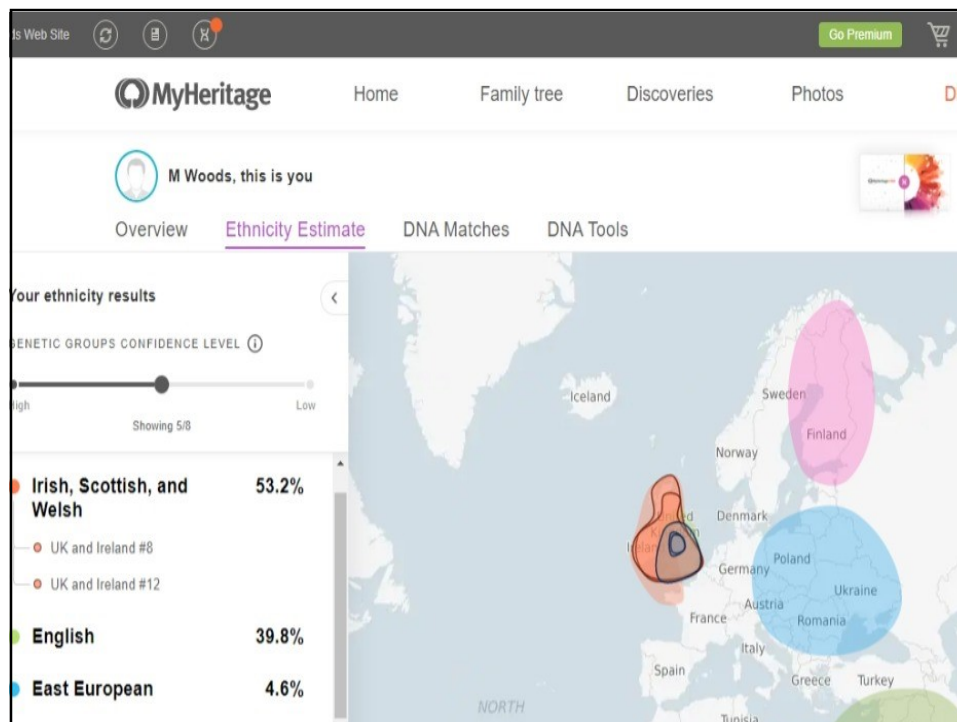 ds Web Site
Go Premium
MyHeritage Home Family tree Discoveries Photos D
M Woods, this is you
Overview Ethnicity Estimate DNA Matches DNA Tools
Your ethnicity results
GENETIC GROUPS CONFIDENCE LEVEL
High Low
Showing 5/8
Irish, Scottish, and 53.2%
Welsh
UK and Ireland #8
UK and Ireland #12
English 39.8%
East European 4.6%
Iceland
Sweden
Finland
Norway
United
Denmark
Poland
Germany
Ukraine
Austria
France
Romania
Italy
Spain
Greece Turkey
NORTH
Tunisia